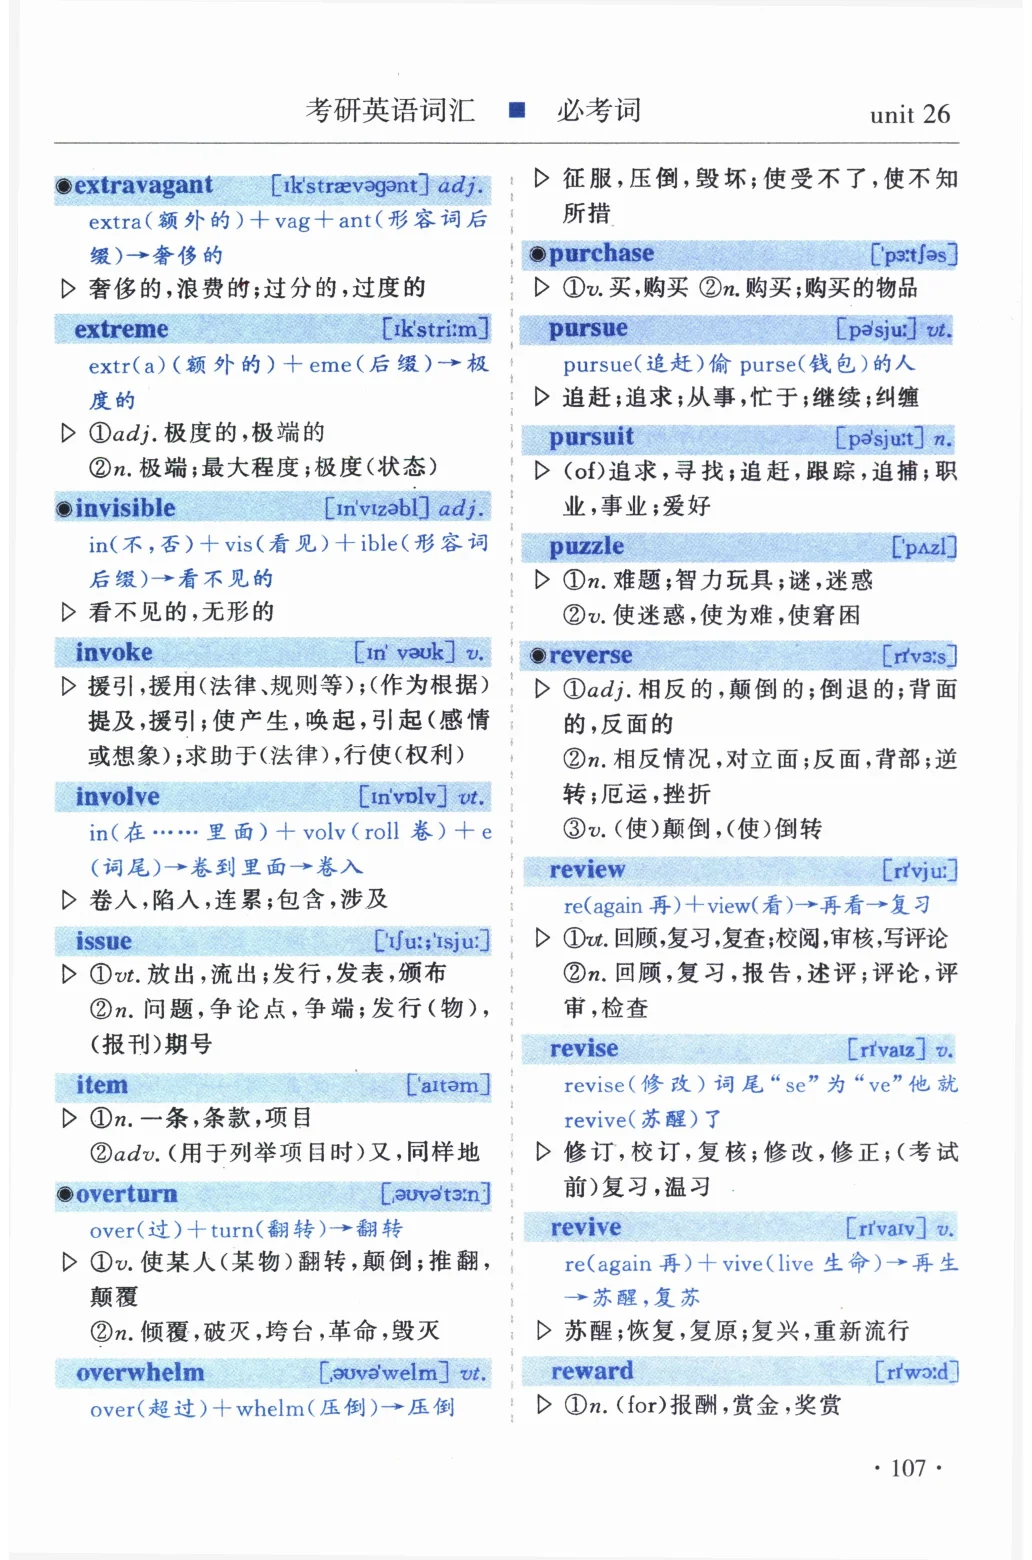 考研英语词汇 ■ 必考词 unit 26
◉extravagant [ɪk'strævəgənt] adj.
extra(额外的)+vag+ant(形容词后
缀)→奢侈的
▷ 奢侈的,浪费的;过分的,过度的
extreme [ɪk'stri:m]
extr(a)(额外的)+eme(后缀)→极
度的
▷ ①adj.极度的,极端的
②n.极端;最大程度;极度(状态)
◉invisible [ɪn'vɪzəbl] adj.
in(不,否)+vis(看见)+ible(形容词
后缀)→看不见的
▷ 看不见的,无形的
invoke [ɪn' vəʊk] v.
▷ 援引,援用(法律、规则等);(作为根据)
提及,援引;使产生,唤起,引起(感情
或想象);求助于(法律),行使(权利)
involve [ɪn'vɒlv] vt.
in(在……里面)+volv(roll 卷)+e
(词尾)→卷到里面→卷入
▷ 卷人,陷人,连累;包含,涉及
issue ['ɪʃu:;'ɪsju:]
▷ ①vt.放出,流出;发行,发表,颁布
②n.问题,争论点,争端;发行(物),
(报刊)期号
item ['aɪtəm]
▷ ①n.一条,条款,项目
②adv.(用于列举项目时)又,同样地
◉overturn [ˌəʊvə'tɜ:n]
over(过)+turn(翻转)→翻转
▷ ①v.使某人(某物)翻转,颠倒;推翻,
颠覆
②n.倾覆,破灭,垮台,革命,毁灭
overwhelm [ˌəʊvə'welm] vt.
over(超过)+whelm(压倒)→压倒
▷ 征服,压倒,毁坏;使受不了,使不知
所措
◉purchase ['pɜ:tʃəs]
▷ ①v.买,购买 ②n.购买;购买的物品
pursue [pə'sju:] vt.
pursue(追赶)偷 purse(钱包)的人
▷ 追赶;追求;从事,忙于;继续;纠缠
pursuit [pə'sju:t] n.
▷ (of)追求,寻找;追赶,跟踪,追捕;职
业,事业;爱好
puzzle ['pʌzl]
▷ ①n.难题;智力玩具;谜,迷惑
②v.使迷惑,使为难,使窘困
◉reverse [rɪ'vɜ:s]
▷ ①adj.相反的,颠倒的;倒退的;背面
的,反面的
②n.相反情况,对立面;反面,背部;逆
转;厄运,挫折
③v.(使)颠倒,(使)倒转
review [rɪ'vju:]
re(again 再)+view(看)→再看→复习
▷ ①vt.回顾,复习,复查;校阅,审核,写评论
②n.回顾,复习,报告,述评;评论,评
审,检查
revise [rɪ'vaɪz] v.
revise(修改)词尾“se”为“ve”他就
revive(苏醒)了
▷ 修订,校订,复核;修改,修正;(考试
前)复习,温习
revive [rɪ'vaɪv] v.
re(again 再)+vive(live 生命)→再生
→苏醒,复苏
▷ 苏醒;恢复,复原;复兴,重新流行
reward [rɪ'wɔ:d]
▷ ①n.(for)报酬,赏金,奖赏
·107·